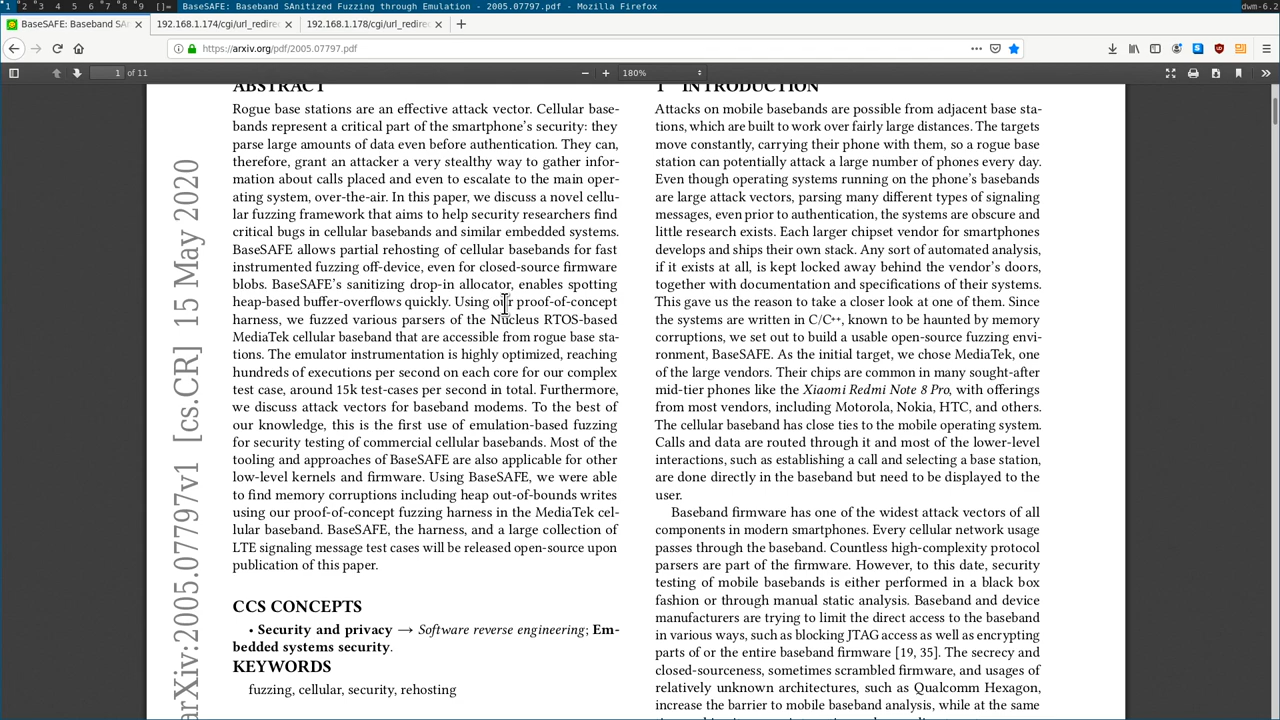 1 2 3 4 5 6 7 8 9 []= BaseSAFE: Baseband SAnitized Fuzzing through Emulation - 2005.07797.pdf - Mozilla Firefox dwm-6.2
BaseSAFE: Baseband SAn
192.168.1.174/cgi/url_redirec
192.168.1.178/cgi/url_redirec
https://arxiv.org/pdf/2005.07797.pdf
1 of 11
180%
arXiv:2005.07797v1 [cs.CR] 15 May 2020
ABSTRACT
Rogue base stations are an effective attack vector. Cellular base-
bands represent a critical part of the smartphone's security: they
parse large amounts of data even before authentication. They can,
therefore, grant an attacker a very stealthy way to gather infor-
mation about calls placed and even to escalate to the main oper-
ating system, over-the-air. In this paper, we discuss a novel cellu-
lar fuzzing framework that aims to help security researchers find
critical bugs in cellular basebands and similar embedded systems.
BaseSAFE allows partial rehosting of cellular basebands for fast
instrumented fuzzing off-device, even for closed-source firmware
blobs. BaseSAFE's sanitizing drop-in allocator, enables spotting
heap-based buffer-overflows quickly. Using our proof-of-concept
harness, we fuzzed various parsers of the Nucleus RTOS-based
MediaTek cellular baseband that are accessible from rogue base sta-
tions. The emulator instrumentation is highly optimized, reaching
hundreds of executions per second on each core for our complex
test case, around 15k test-cases per second in total. Furthermore,
we discuss attack vectors for baseband modems. To the best of
our knowledge, this is the first use of emulation-based fuzzing
for security testing of commercial cellular basebands. Most of the
tooling and approaches of BaseSAFE are also applicable for other
low-level kernels and firmware. Using BaseSAFE, we were able
to find memory corruptions including heap out-of-bounds writes
using our proof-of-concept fuzzing harness in the MediaTek cel-
lular baseband. BaseSAFE, the harness, and a large collection of
LTE signaling message test cases will be released open-source upon
publication of this paper.
CCS CONCEPTS
• Security and privacy → Software reverse engineering; Em-
bedded systems security.
KEYWORDS
fuzzing, cellular, security, rehosting
1 INTRODUCTION
Attacks on mobile basebands are possible from adjacent base sta-
tions, which are built to work over fairly large distances. The targets
move constantly, carrying their phone with them, so a rogue base
station can potentially attack a large number of phones every day.
Even though operating systems running on the phone's basebands
are large attack vectors, parsing many different types of signaling
messages, even prior to authentication, the systems are obscure and
little research exists. Each larger chipset vendor for smartphones
develops and ships their own stack. Any sort of automated analysis,
if it exists at all, is kept locked away behind the vendor's doors,
together with documentation and specifications of their systems.
This gave us the reason to take a closer look at one of them. Since
the systems are written in C/C++, known to be haunted by memory
corruptions, we set out to build a usable open-source fuzzing envi-
ronment, BaseSAFE. As the initial target, we chose MediaTek, one
of the large vendors. Their chips are common in many sought-after
mid-tier phones like the Xiaomi Redmi Note 8 Pro, with offerings
from most vendors, including Motorola, Nokia, HTC, and others.
The cellular baseband has close ties to the mobile operating system.
Calls and data are routed through it and most of the lower-level
interactions, such as establishing a call and selecting a base station,
are done directly in the baseband but need to be displayed to the
user.
Baseband firmware has one of the widest attack vectors of all
components in modern smartphones. Every cellular network usage
passes through the baseband. Countless high-complexity protocol
parsers are part of the firmware. However, to this date, security
testing of mobile basebands is either performed in a black box
fashion or through manual static analysis. Baseband and device
manufacturers are trying to limit the direct access to the baseband
in various ways, such as blocking JTAG access as well as encrypting
parts of or the entire baseband firmware [19, 35]. The secrecy and
closed-sourceness, sometimes scrambled firmware, and usages of
relatively unknown architectures, such as Qualcomm Hexagon,
increase the barrier to mobile baseband analysis, while at the same